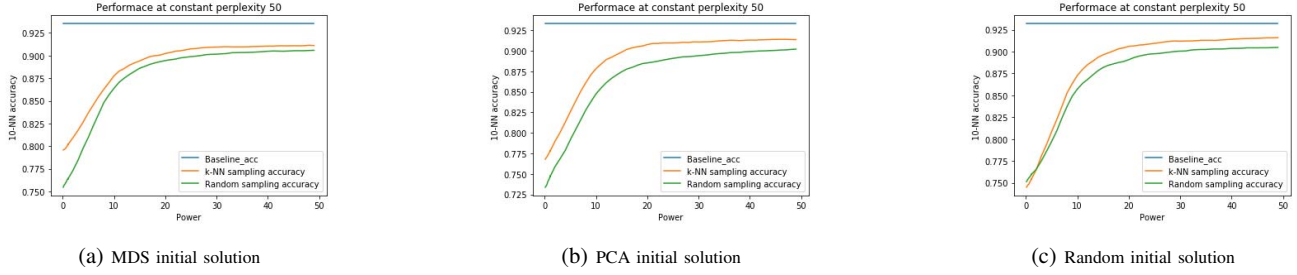 Performace at constant perplexity 50
0.925
0.900
0.875
0.850
0.825
0.800
0.775
0.750
10-NN accuracy
Baseline_acc
k-NN sampling accuracy
Random sampling accuracy
0 10 20 30 40 50
Power
(a) MDS initial solution
Performace at constant perplexity 50
0.925
0.900
0.875
0.850
0.825
0.800
0.775
0.750
0.725
10-NN accuracy
Baseline_acc
k-NN sampling accuracy
Random sampling accuracy
0 10 20 30 40 50
Power
(b) PCA initial solution
Performace at constant perplexity 50
0.925
0.900
0.875
0.850
0.825
0.800
0.775
0.750
10-NN accuracy
Baseline_acc
k-NN sampling accuracy
Random sampling accuracy
0 10 20 30 40 50
Power
(c) Random initial solution